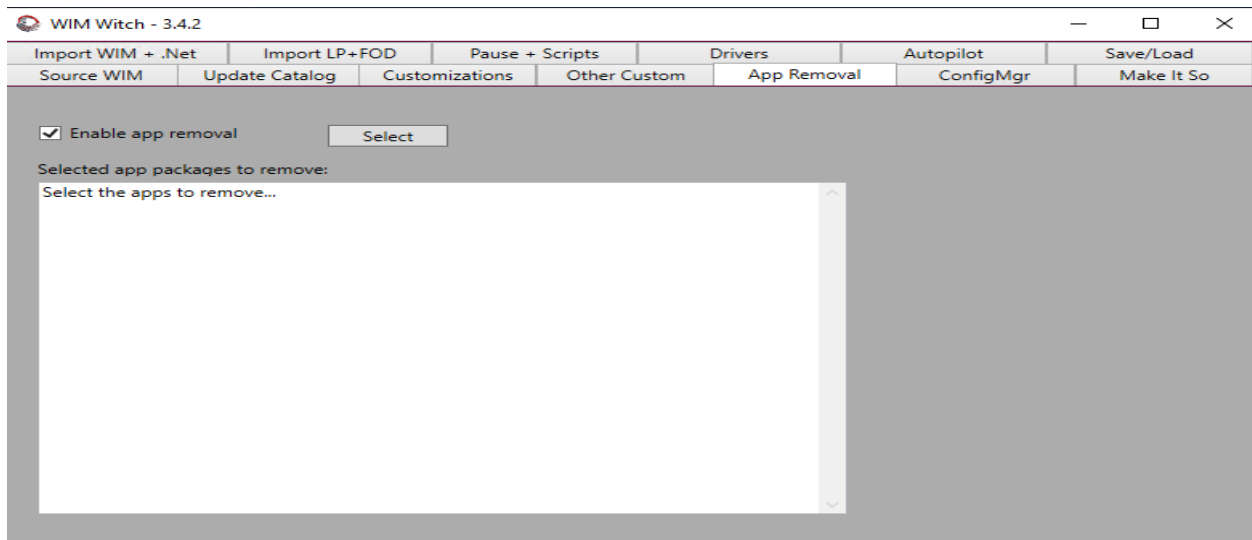 WIM Witch - 3.4.2
Import WIM + .Net Import LP+FOD Pause + Scripts Drivers Autopilot Save/Load
Source WIM Update Catalog Customizations Other Custom App Removal ConfigMgr Make It So
Enable app removal Select
Selected app packages to remove:
Select the apps to remove...